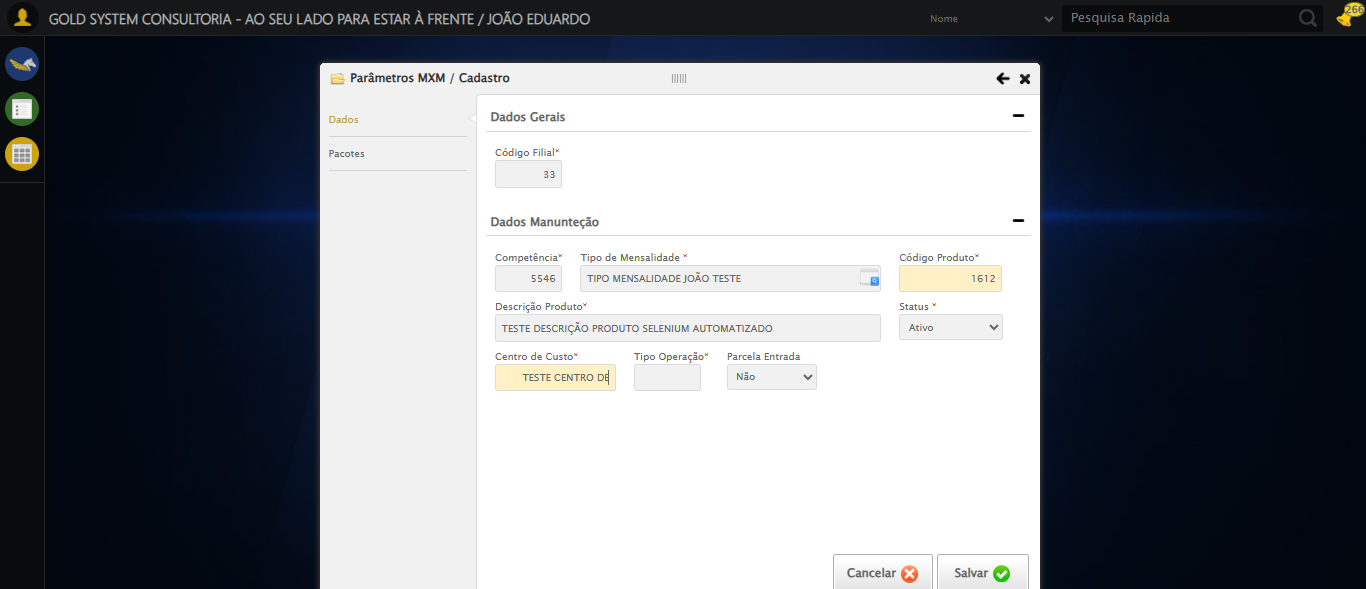 GOLD SYSTEM CONSULTORIA - AO SEU LADO PARA ESTAR À FRENTE / JOÃO EDUARDO
Nome
Pesquisa Rapida
266
Parâmetros MXM / Cadastro
Dados
Pacotes
Dados Gerais
Código Filial*
33
Dados Manunteção
Competência* Tipo de Mensalidade * Código Produto*
5546 TIPO MENSALIDADE JOÃO TESTE 1612
Descrição Produto* Status *
TESTE DESCRIÇÃO PRODUTO SELENIUM AUTOMATIZADO Ativo
Centro de Custo* Tipo Operação* Parcela Entrada
TESTE CENTRO DE Não
Cancelar Salvar